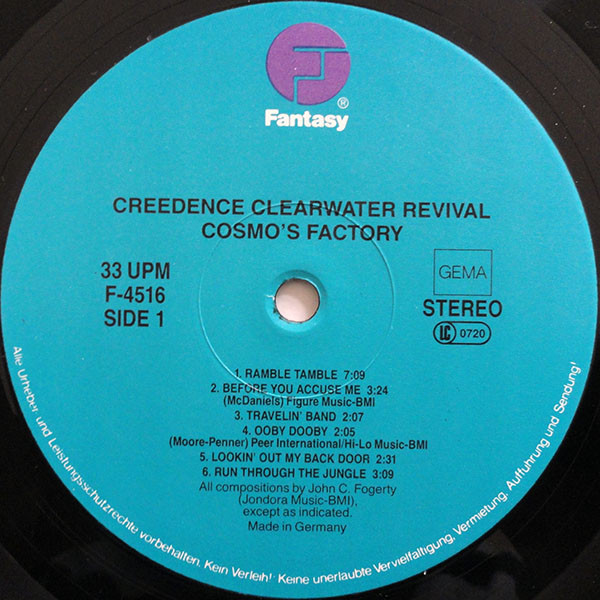 ®
Fantasy
CREEDENCE CLEARWATER REVIVAL
COSMO'S FACTORY
33 UPM
F-4516
SIDE 1
GEMA
STEREO
LC 0720
1. RAMBLE TAMBLE 7:09
2. BEFORE YOU ACCUSE ME 3:24
(McDaniels) Figure Music-BMI
3. TRAVELIN' BAND 2:07
4. OOBY DOOBY 2:05
(Moore-Penner) Peer International/Hi-Lo Music-BMI
5. LOOKIN' OUT MY BACK DOOR 2:31
6. RUN THROUGH THE JUNGLE 3:09
All compositions by John C. Fogerty
(Jondora Music-BMI),
except as indicated.
Made in Germany
Alle Urheber und Leistungsschutzrechte vorbehalten. Kein Verleih! Keine unerlaubte Vervielfältigung, Vermietung, Aufführung und Sendung!